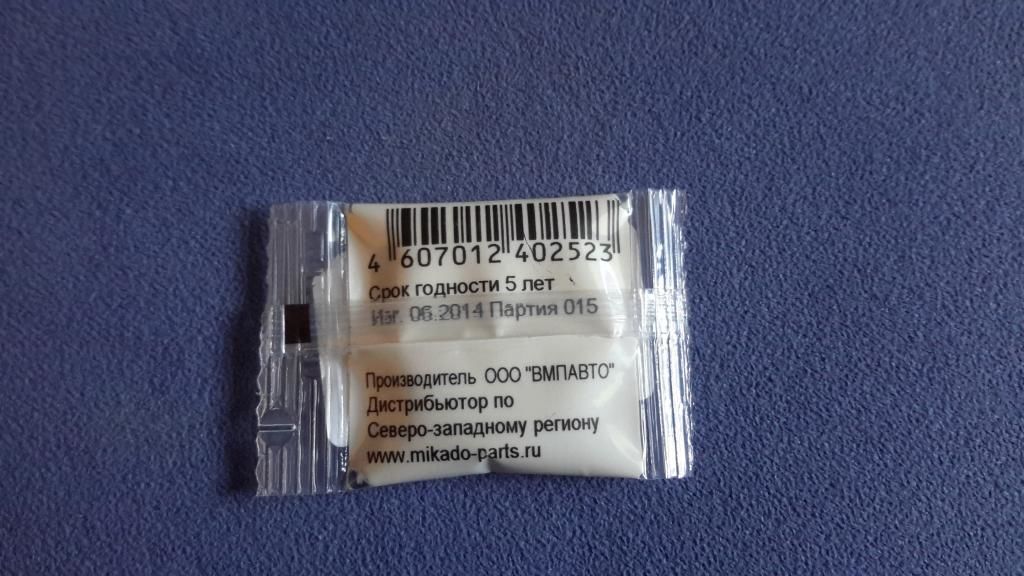 4 607012 402523
Срок годности 5 лет
Изг. 06.2014 Партия 015
Производитель ООО "ВМПАВТО"
Дистрибьютор по
Северо-западному региону
www.mikado-parts.ru